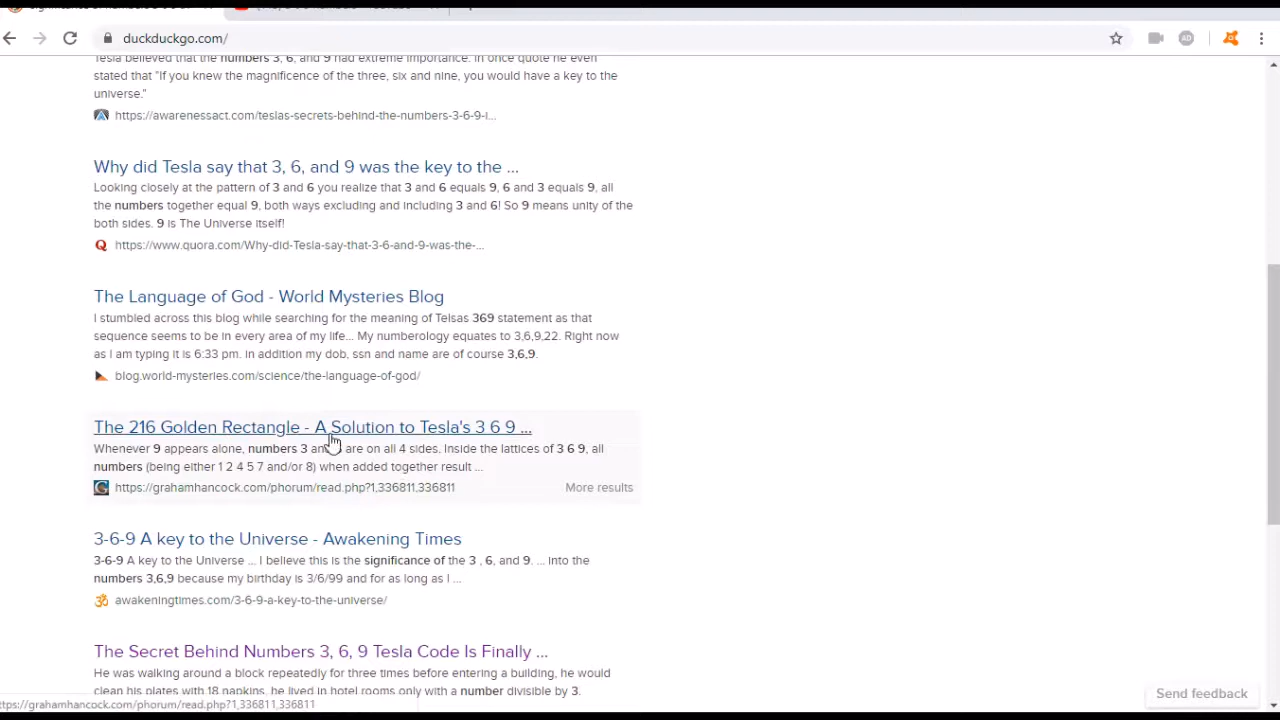 duckduckgo.com/
Tesla believed that the numbers 3, 6, and 9 had extreme importance. In once quote he even
stated that "If you knew the magnificence of the three, six and nine, you would have a key to the
universe."
https://awarenessact.com/teslas-secrets-behind-the-numbers-3-6-9-i...
Why did Tesla say that 3, 6, and 9 was the key to the ...
Looking closely at the pattern of 3 and 6 you realize that 3 and 6 equals 9, 6 and 3 equals 9, all
the numbers together equal 9, both ways excluding and including 3 and 6! So 9 means unity of the
both sides. 9 is The Universe itself!
https://www.quora.com/Why-did-Tesla-say-that-3-6-and-9-was-the-...
The Language of God - World Mysteries Blog
I stumbled across this blog while searching for the meaning of Telsas 369 statement as that
sequence seems to be in every area of my life... My numberology equates to 3,6,9,22. Right now
as I am typing it is 6:33 pm. in addition my dob, ssn and name are of course 3,6,9.
blog.world-mysteries.com/science/the-language-of-god/
The 216 Golden Rectangle - A Solution to Tesla's 3 6 9 ...
Whenever 9 appears alone, numbers 3 an are on all 4 sides. Inside the lattices of 3 6 9, all
numbers (being either 1 2 4 5 7 and/or 8) when added together result ...
https://grahamhancock.com/phorum/read.php?1,336811,336811
More results
3-6-9 A key to the Universe - Awakening Times
3-6-9 A key to the Universe ... I believe this is the significance of the 3 , 6, and 9. ... into the
numbers 3,6,9 because my birthday is 3/6/99 and for as long as I ...
awakeningtimes.com/3-6-9-a-key-to-the-universe/
The Secret Behind Numbers 3, 6, 9 Tesla Code Is Finally ...
He was walking around a block repeatedly for three times before entering a building, he would
clean his plates with 18 napkins, he lived in hotel rooms only with a number divisible by 3.
Send feedback
ttps://grahamhancock.com/phorum/read.php?1,336811,336811